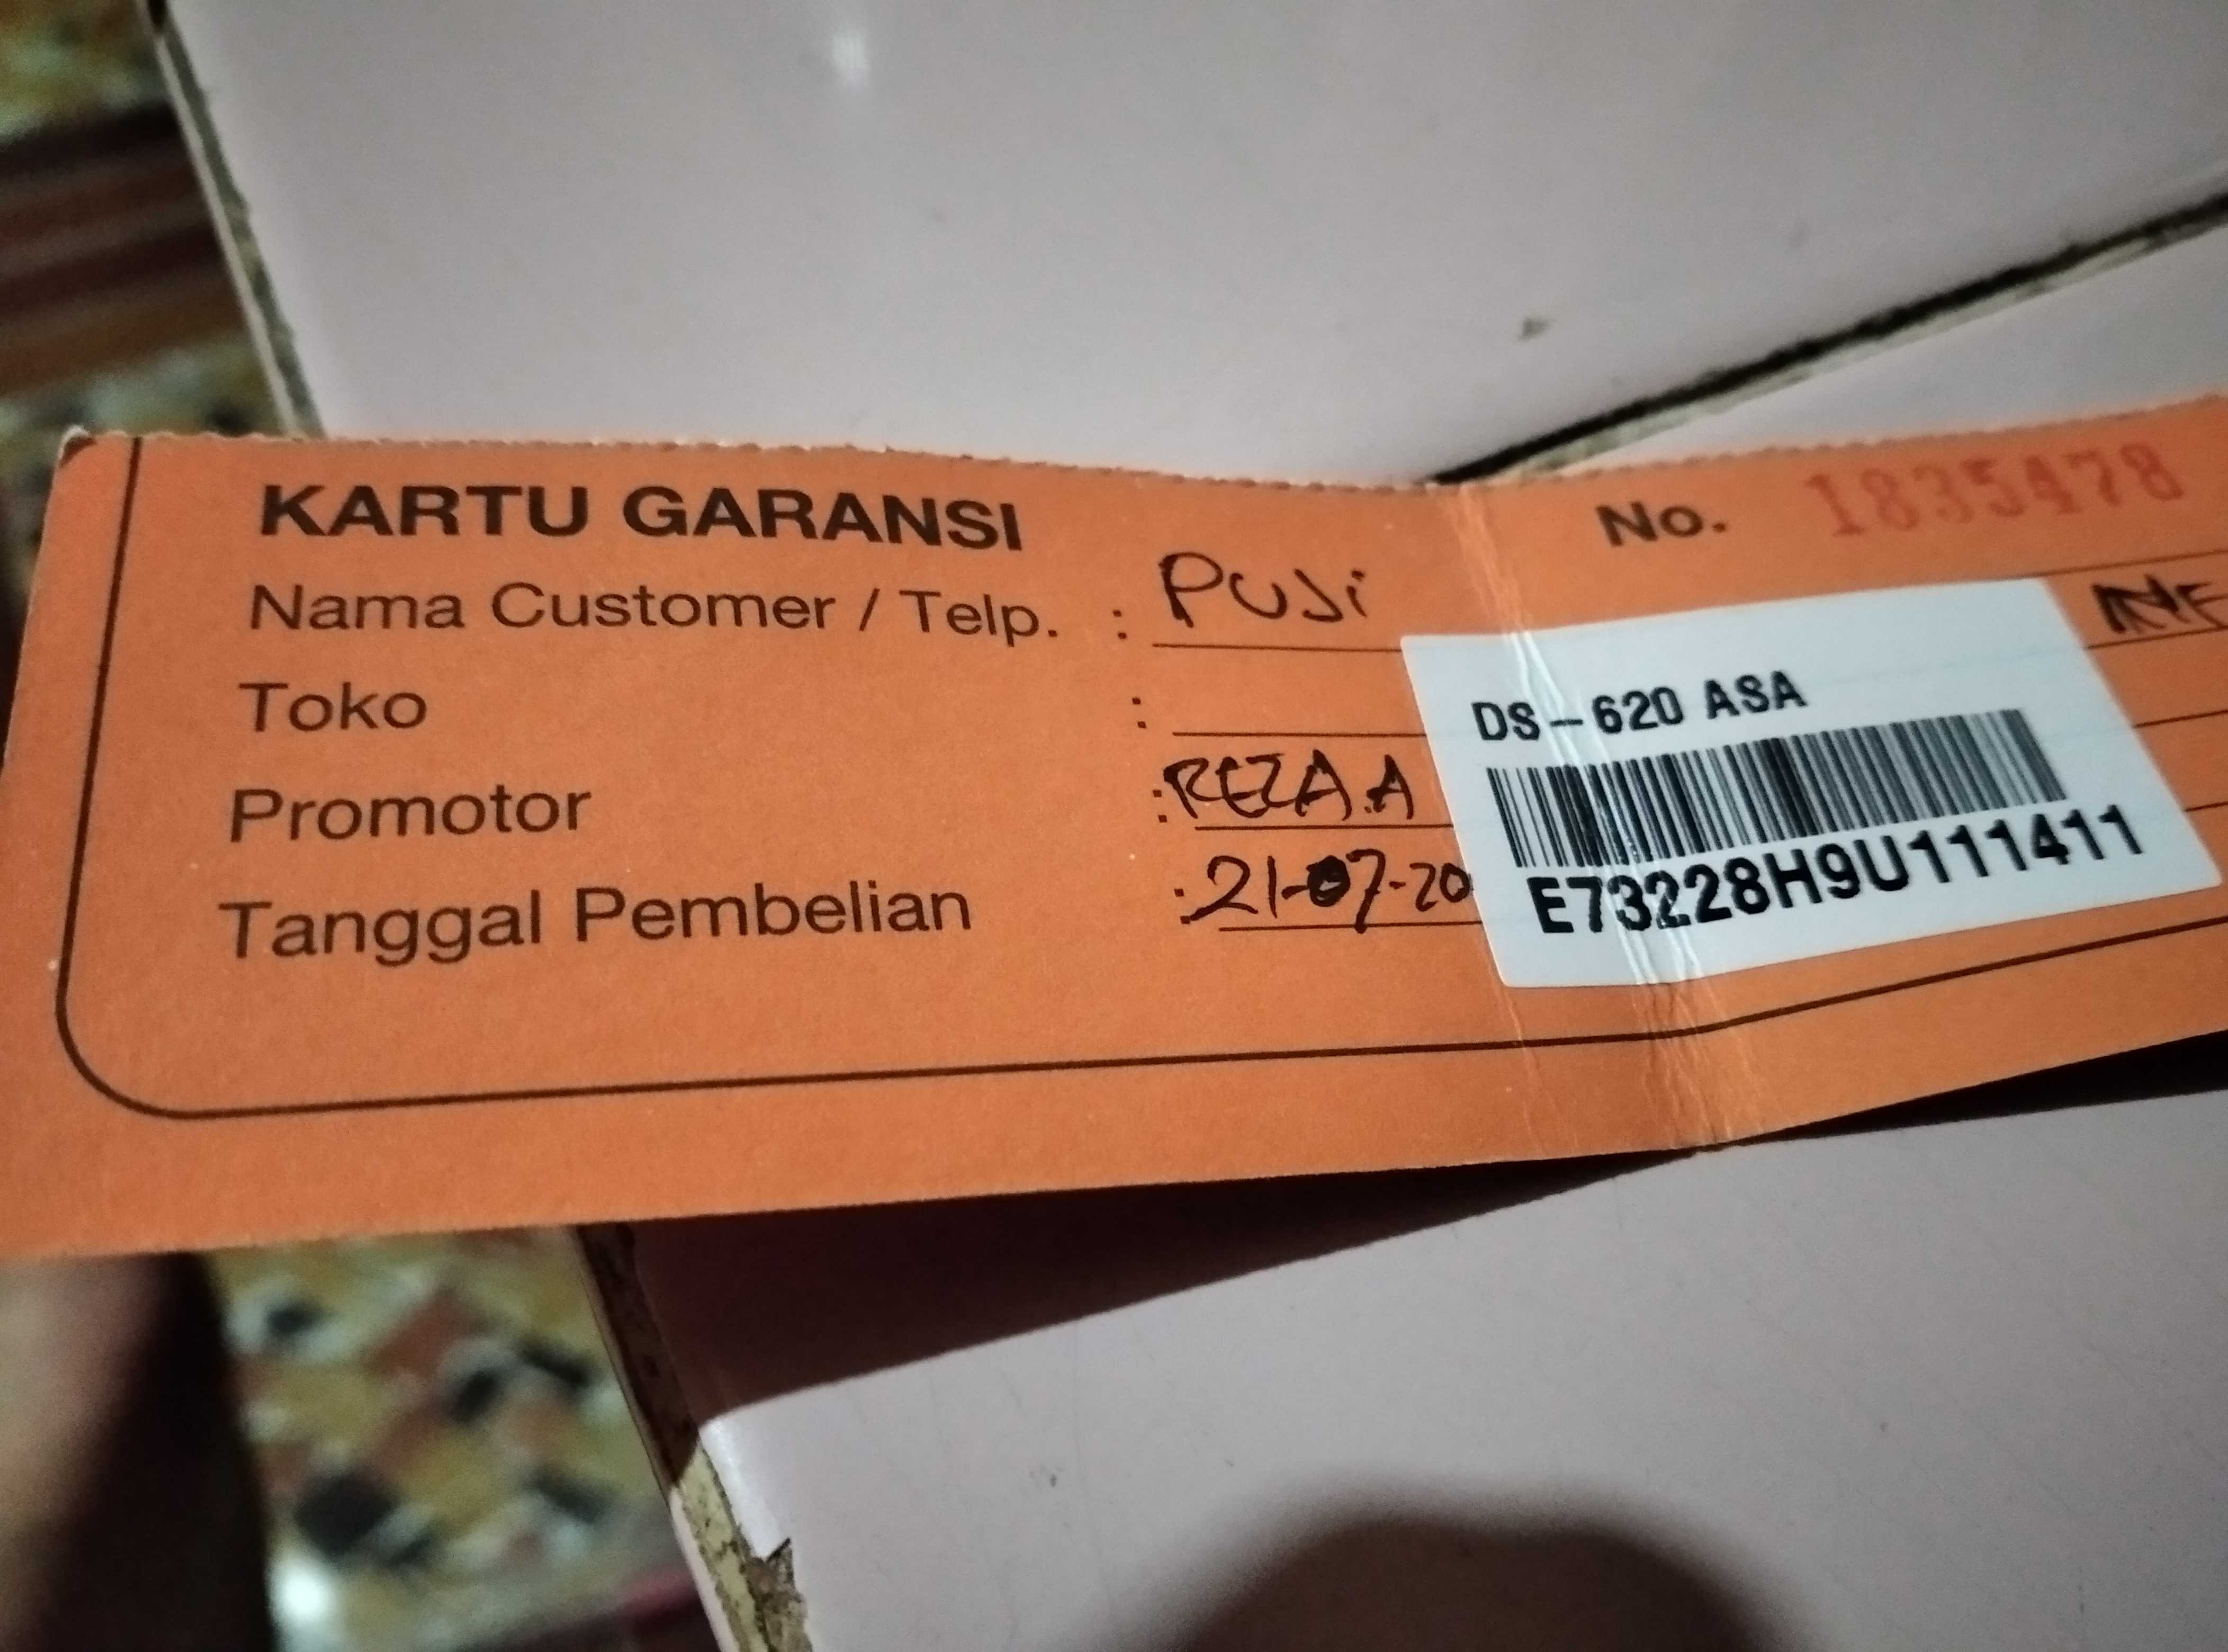 KARTU GARANSI No. 1835478
Nama Customer / Telp. : PUJi
Toko :
Promotor : REZA.A
Tanggal Pembelian : 21-07-20
DS-620 ASA
E73228H9U111411